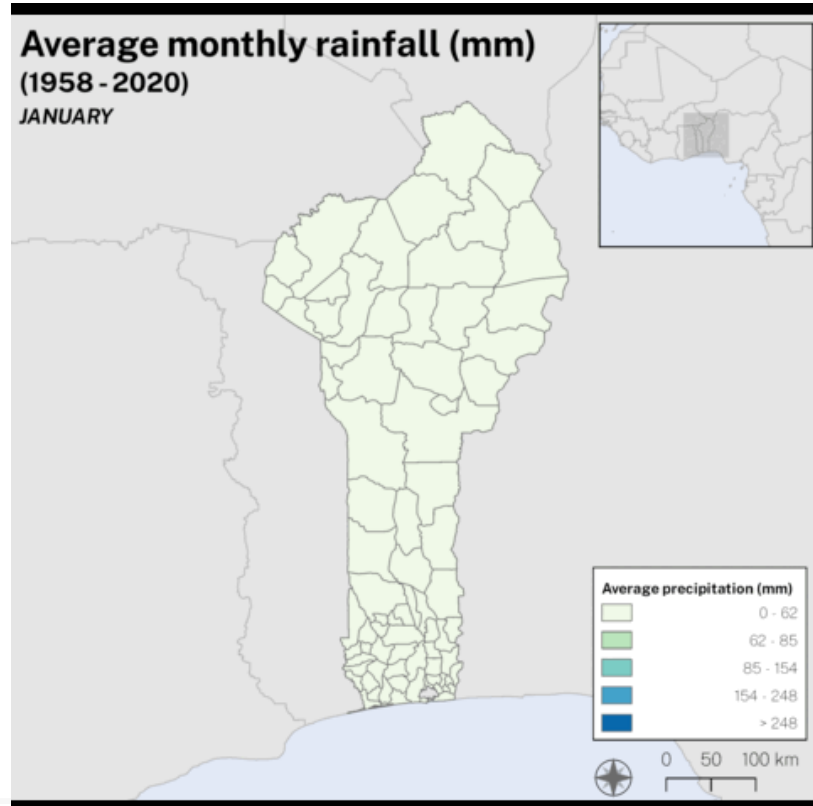 Average monthly rainfall (mm)
(1958 - 2020)
JANUARY
Average precipitation (mm)
0 - 62
62 - 85
85 - 154
154 - 248
> 248
0 50 100 km